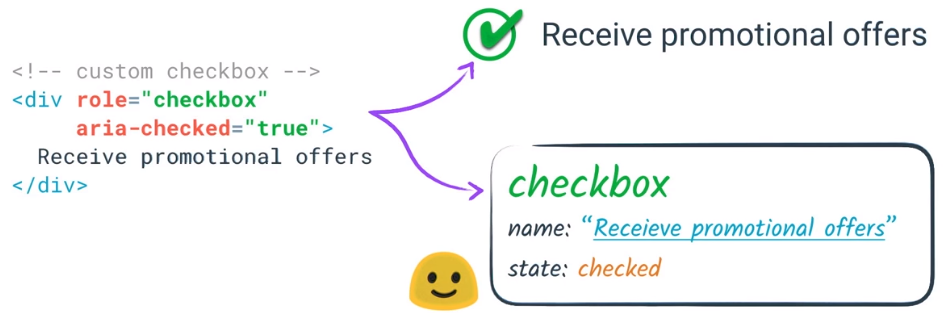 <!-- custom checkbox -->
<div role="checkbox"
aria-checked="true">
Receive promotional offers
</div>
Receive promotional offers
checkbox
name: “Receieve promotional offers”
state: checked